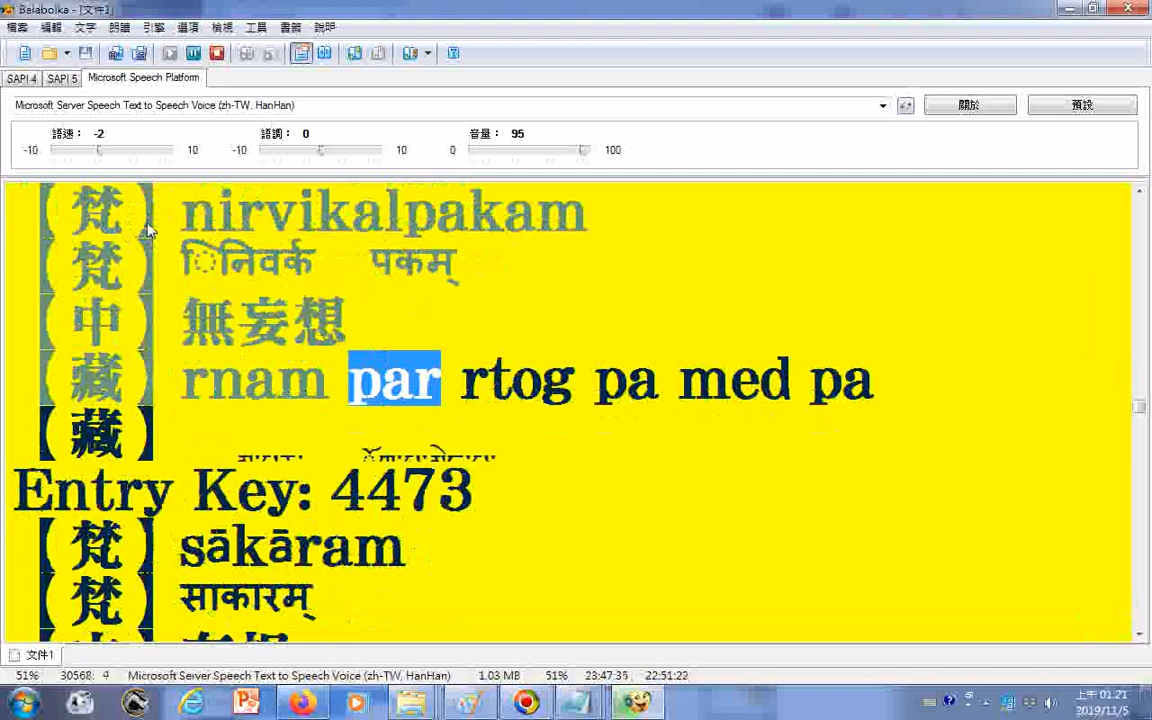 Balabolka - [文件1]
檔案 編輯 文字 朗讀 引擎 選項 檢視 工具 書籤 說明
SAPI 4 SAPI 5 Microsoft Speech Platform
Microsoft Server Speech Text to Speech Voice (zh-TW, HanHan) 關於 預設
語速： -2 語調： 0 音量： 95
-10 10 -10 10 0 100
【梵】 nirvikalpakam
【梵】 पकम्
【中】 無妄想
【藏】 rnam par rtog pa med pa
【藏】
Entry Key: 4473
【梵】 sākāram
【梵】 साकारम्
文件1
51% Microsoft Server Speech Text to Speech Voice (zh-TW, HanHan) 1.03 MB 51% 23:47:35 22:51:22
上午 01:21
2019/11/5